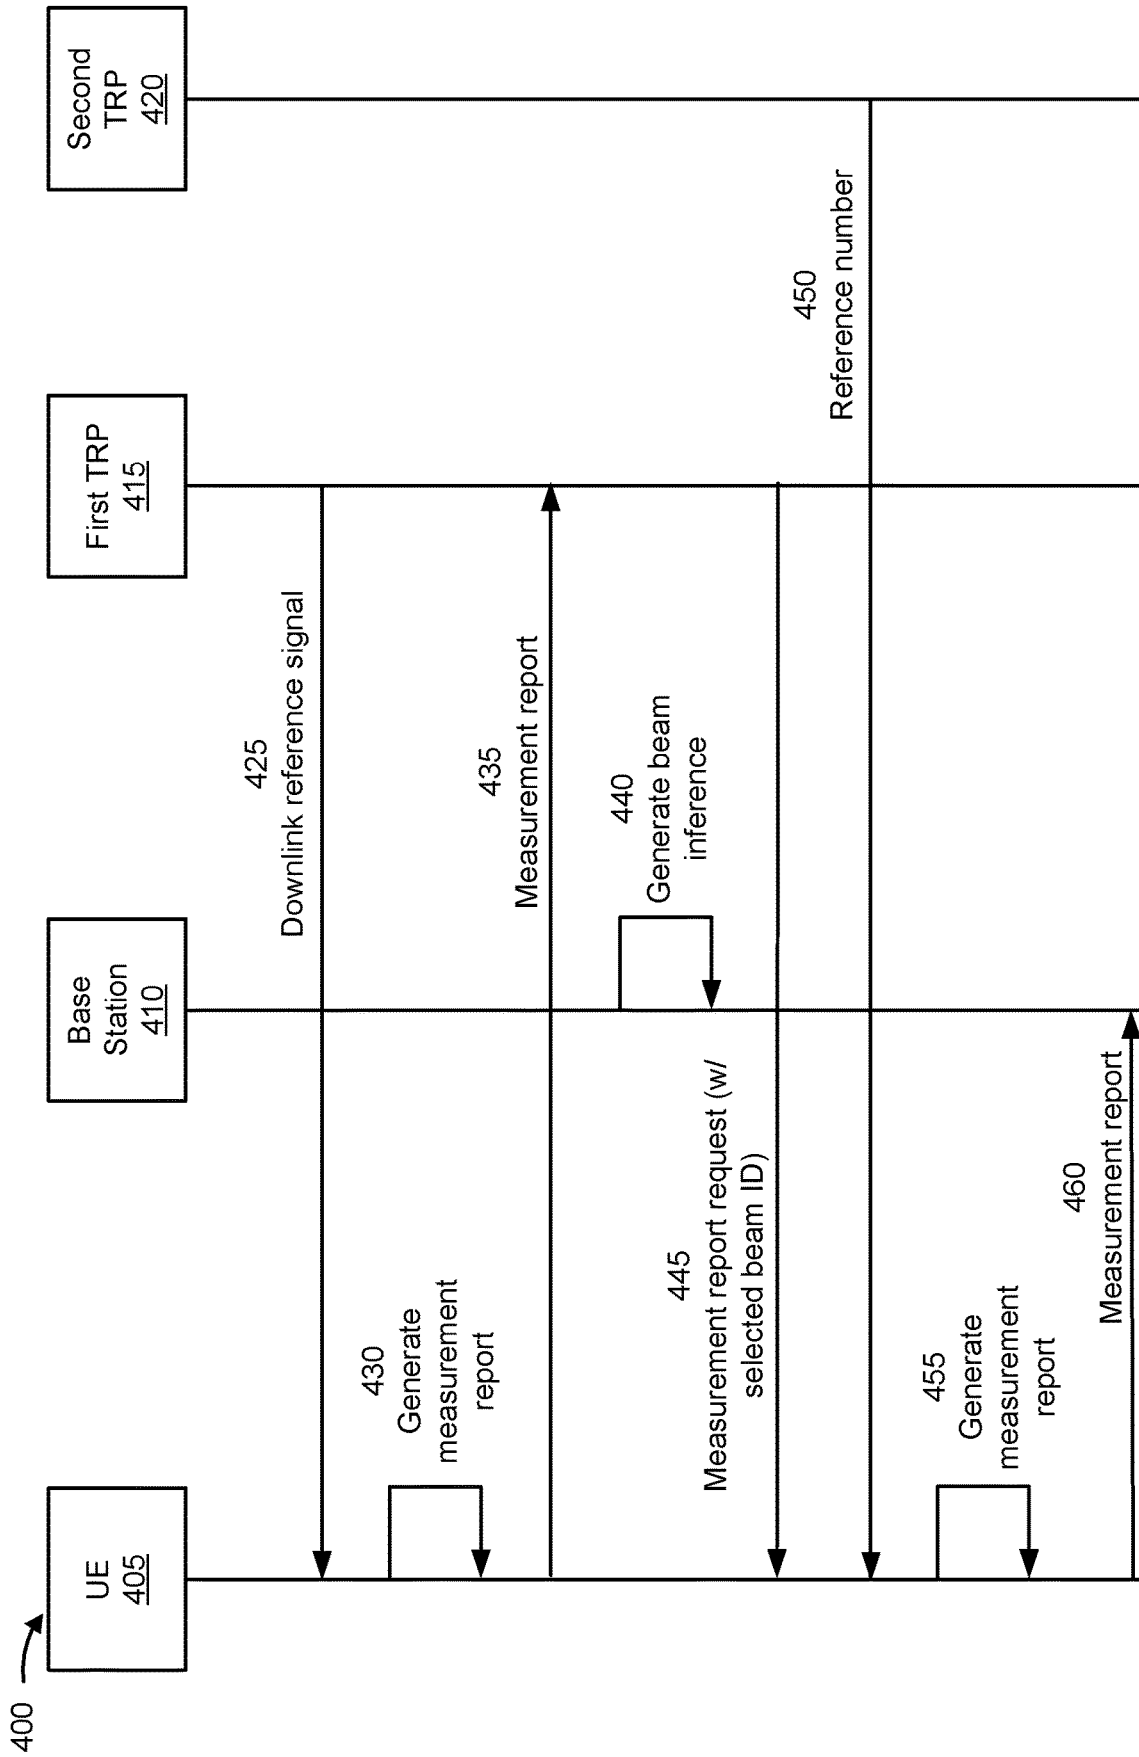 400
UE
405
Base
Station
410
First TRP
415
Second
TRP
420
425
Downlink reference signal
430
Generate
measurement
report
435
Measurement report
440
Generate beam
inference
445
Measurement report request (w/
selected beam ID)
450
Reference number
455
Generate
measurement
report
460
Measurement report